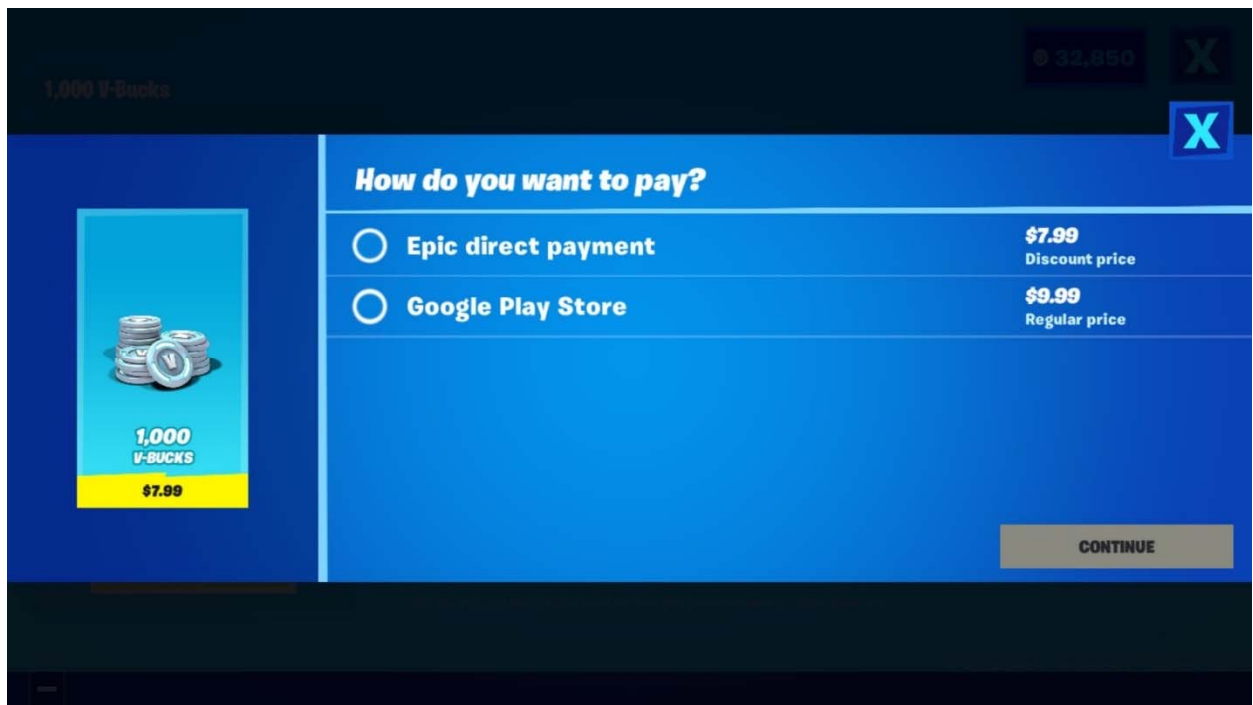 1,000 V-Bucks
32,850
X
X
How do you want to pay?
Epic direct payment
$7.99
Discount price
Google Play Store
$9.99
Regular price
V
1,000
V-BUCKS
$7.99
CONTINUE